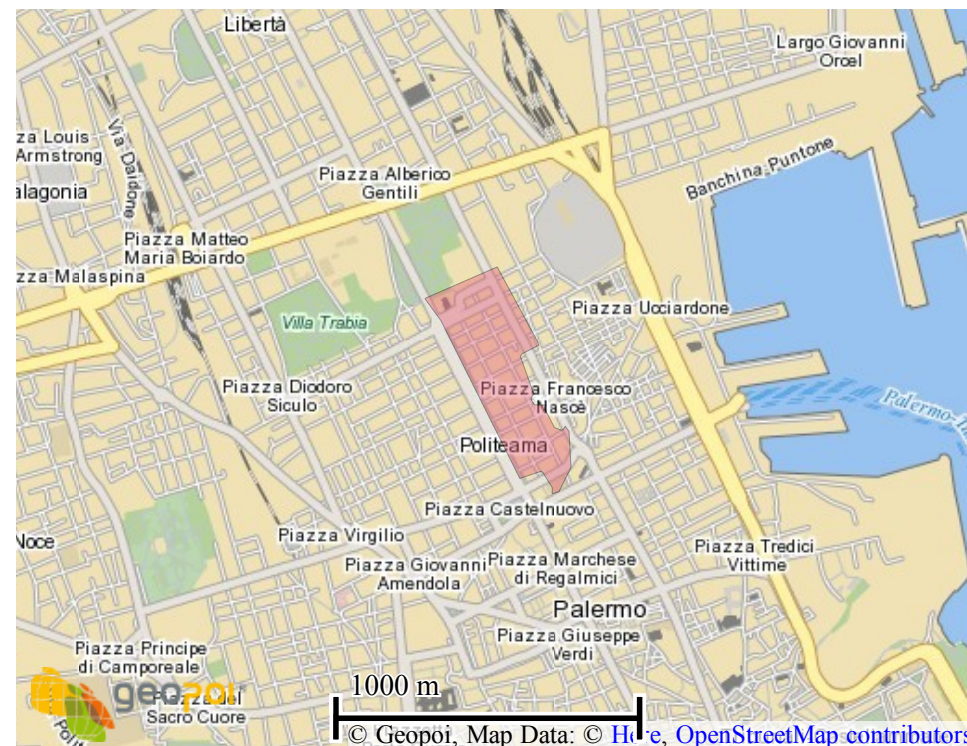 Libertà
Largo Giovanni
Orcel
za Louis
Armstrong
Via Dardone
Piazza Alberico
Gentili
Banchina Puntone
alagonia
Piazza Matteo
Maria Boiardo
zza Malaspina
Villa Trabia
Piazza Ucciardone
Piazza Diodoro
Siculo
Piazza Francesco
Nascè
Politeama
Piazza Castelnuovo
Noce
Piazza Virgilio
Piazza Giovanni
Amendola
Piazza Marchese
di Regalmici
Piazza Tredici
Vittime
Palermo
Piazza Principe
di Camporeale
Piazza Giuseppe
Verdi
geopoi
Sacro Cuore
1000 m
© Geopoi, Map Data: © Here, OpenStreetMap contributors